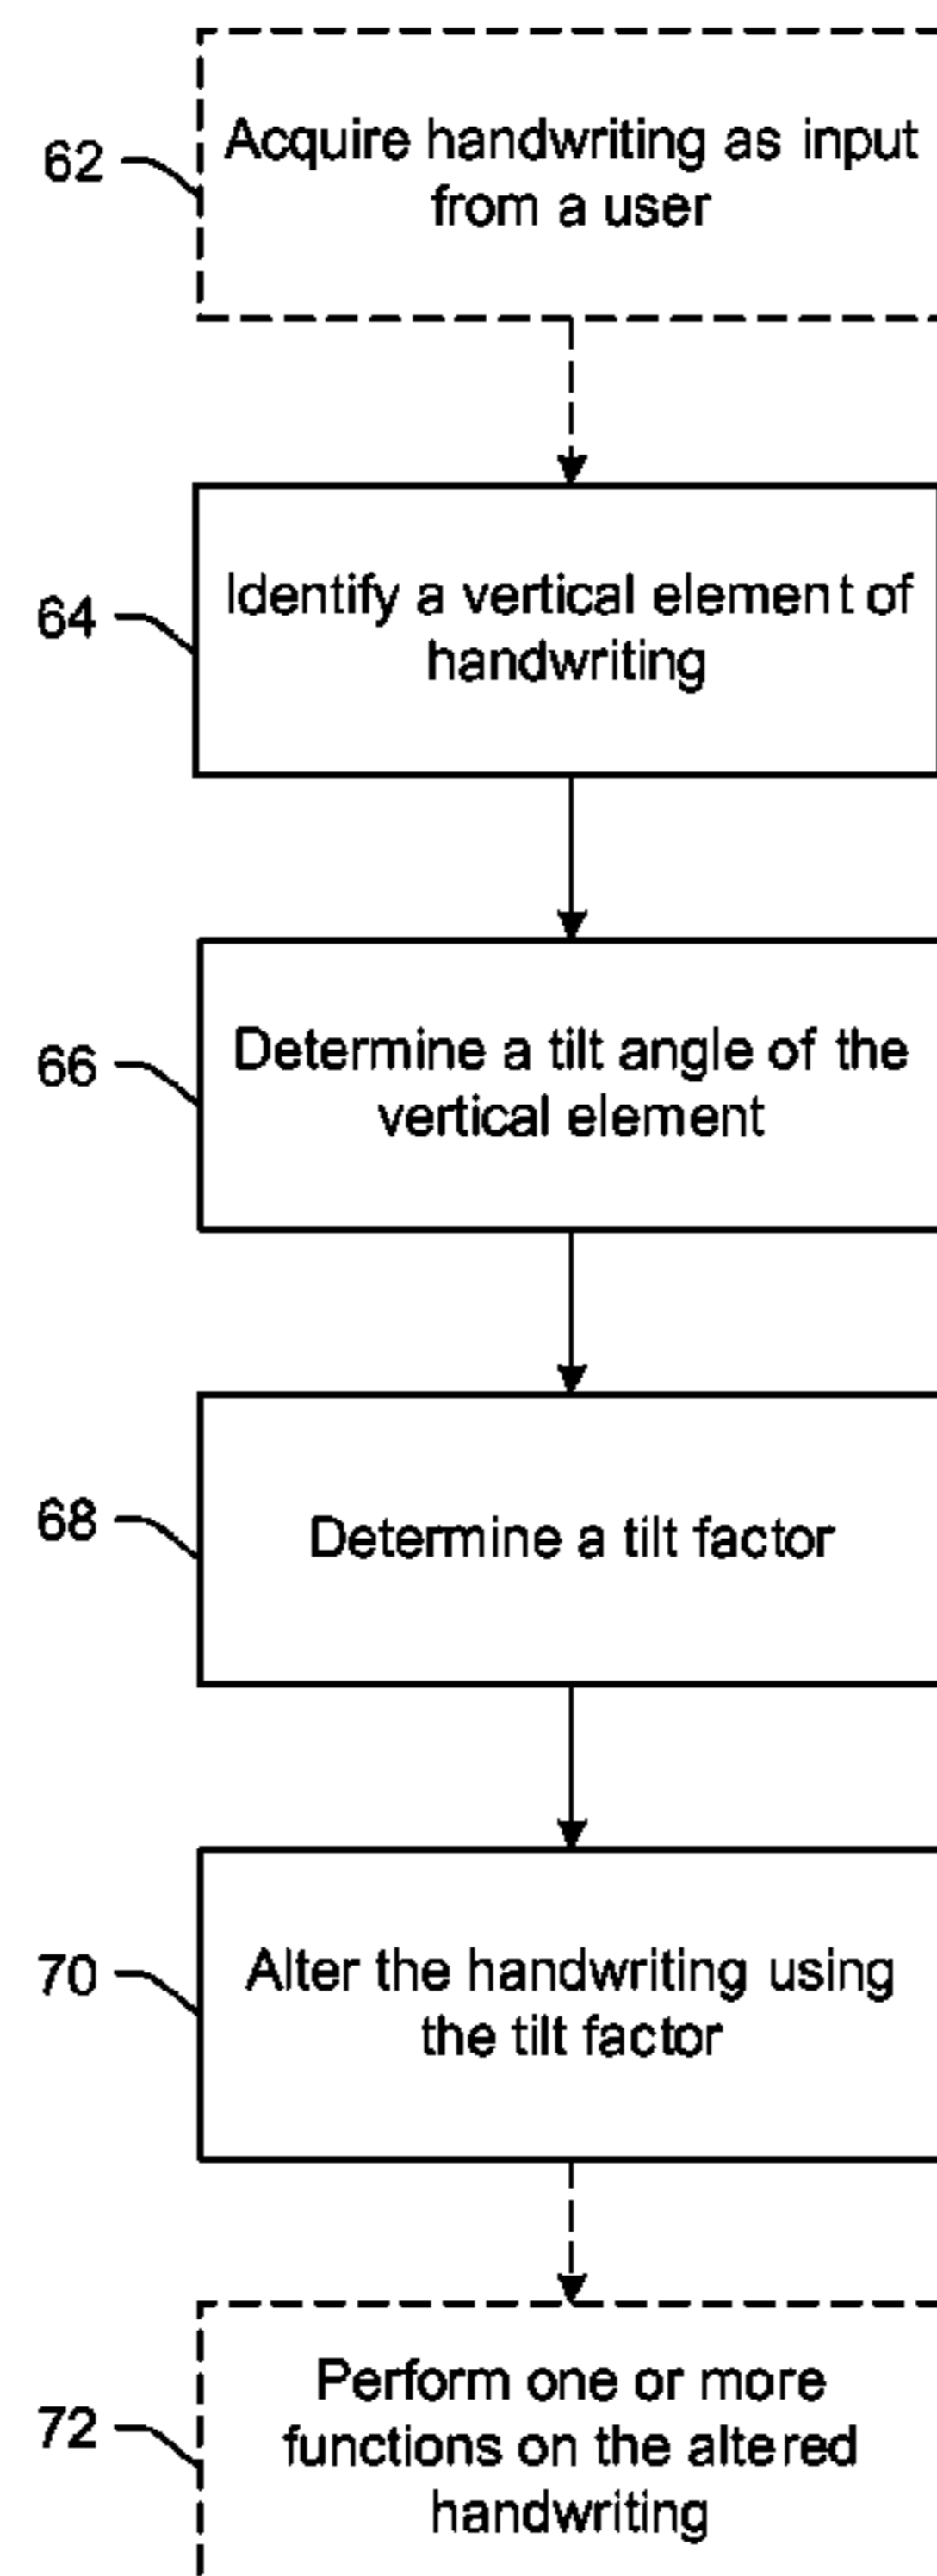 62
Acquire handwriting as input
from a user
64
Identify a vertical element of
handwriting
66
Determine a tilt angle of the
vertical element
68
Determine a tilt factor
70
Alter the handwriting using
the tilt factor
72
Perform one or more
functions on the altered
handwriting